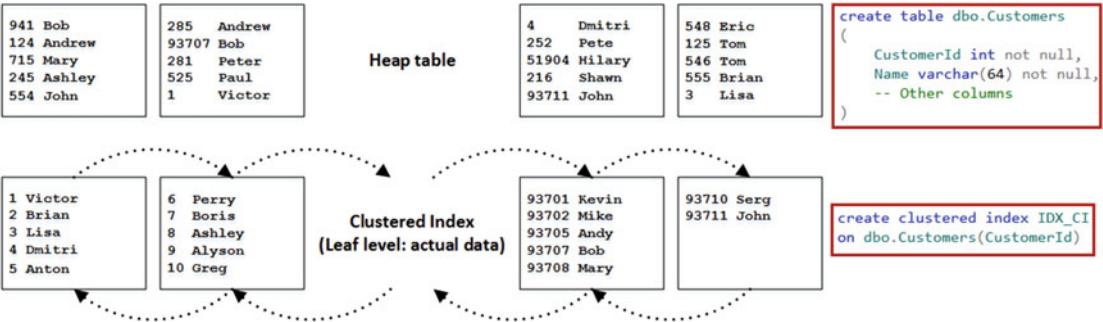 941 Bob
124 Andrew
715 Mary
245 Ashley
554 John
285 Andrew
93707 Bob
281 Peter
525 Paul
1 Victor
Heap table
4 Dmitri
252 Pete
51904 Hilary
216 Shawn
93711 John
548 Eric
125 Tom
546 Tom
555 Brian
3 Lisa
create table dbo.Customers
(
CustomerId int not null,
Name varchar(64) not null,
-- Other columns
)
1 Victor
2 Brian
3 Lisa
4 Dmitri
5 Anton
6 Perry
7 Boris
8 Ashley
9 Alyson
10 Greg
Clustered Index
(Leaf level: actual data)
93701 Kevin
93702 Mike
93705 Andy
93707 Bob
93708 Mary
93710 Serg
93711 John
create clustered index IDX_CI
on dbo.Customers(CustomerId)